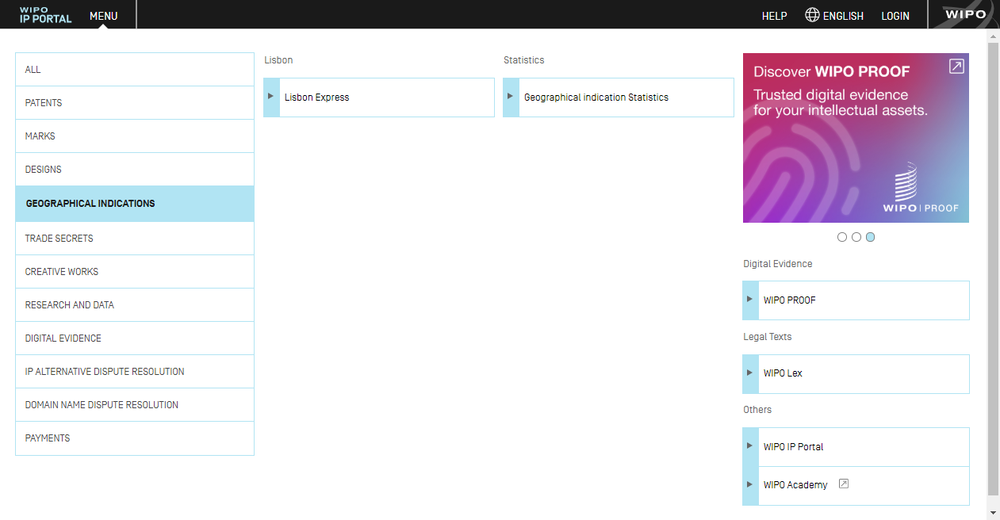 WIPO
IP PORTAL
MENU
HELP
ENGLISH
LOGIN
WIPO
ALL
PATENTS
MARKS
DESIGNS
GEOGRAPHICAL INDICATIONS
TRADE SECRETS
CREATIVE WORKS
RESEARCH AND DATA
DIGITAL EVIDENCE
IP ALTERNATIVE DISPUTE RESOLUTION
DOMAIN NAME DISPUTE RESOLUTION
PAYMENTS
Lisbon
Lisbon Express
Statistics
Geographical indication Statistics
Discover WIPO PROOF
Trusted digital evidence
for your intellectual assets.
WIPO | PROOF
Digital Evidence
WIPO PROOF
Legal Texts
WIPO Lex
Others
WIPO IP Portal
WIPO Academy